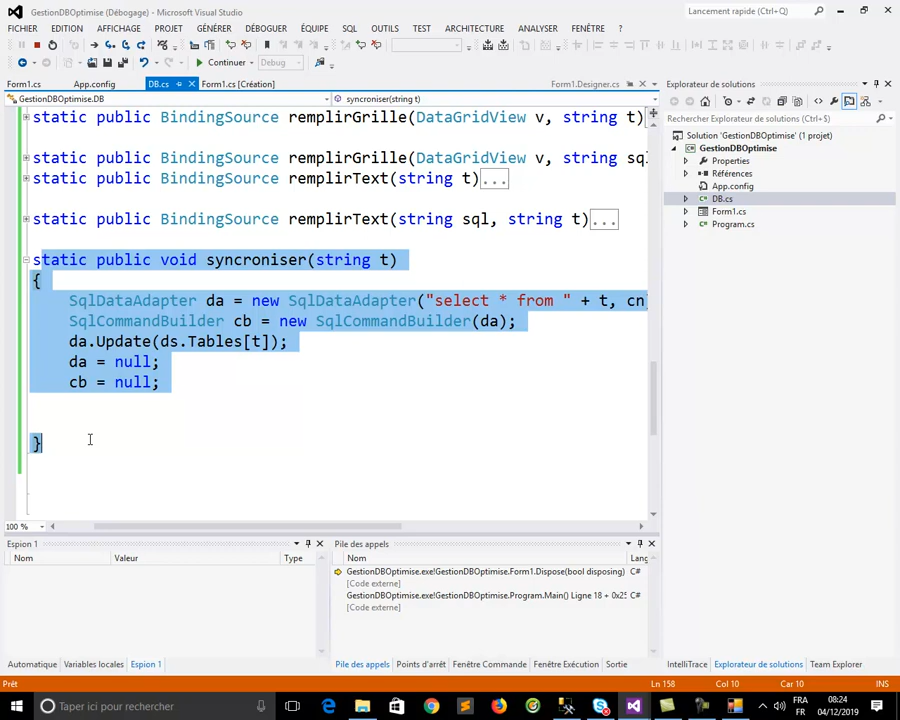 GestionDBOptimise (Débogage) - Microsoft Visual Studio
Lancement rapide (Ctrl+Q)
FICHIER EDITION AFFICHAGE PROJET GÉNÉRER DÉBOGUER ÉQUIPE SQL OUTILS TEST ARCHITECTURE ANALYSER FENÊTRE ?
Continuer Debug
Form1.cs App.config DB.cs Form1.cs [Création] Form1.Designer.cs
GestionDBOptimise.DB syncroniser(string t)
static public BindingSource remplirGrille(DataGridView v, string t)
static public BindingSource remplirGrille(DataGridView v, string sql
static public BindingSource remplirText(string t)...
static public BindingSource remplirText(string sql, string t)...
static public void syncroniser(string t)
{
SqlDataAdapter da = new SqlDataAdapter("select * from " + t, cn
SqlCommandBuilder cb = new SqlCommandBuilder(da);
da.Update(ds.Tables[t]);
da = null;
cb = null;
}
100 %
Explorateur de solutions
Rechercher Explorateur de solutions (Ctrl+$)
Solution 'GestionDBOptimise' (1 projet)
GestionDBOptimise
Properties
Références
App.config
DB.cs
Form1.cs
Program.cs
Espion 1
Nom Valeur Type
Pile des appels
Nom Lang
GestionDBOptimise.exe!GestionDBOptimise.Form1.Dispose(bool disposing) C#
[Code externe]
GestionDBOptimise.exe!GestionDBOptimise.Program.Main() Ligne 18 + 0x25 C#
[Code externe]
Automatique Variables locales Espion 1
Pile des appels Points d'arrêt Fenêtre Commande Fenêtre Exécution Sortie
IntelliTrace Explorateur de solutions Team Explorer
Prêt Ln 158 Col 10 Car 10 INS
Taper ici pour rechercher
FRA
FR
08:24
04/12/2019